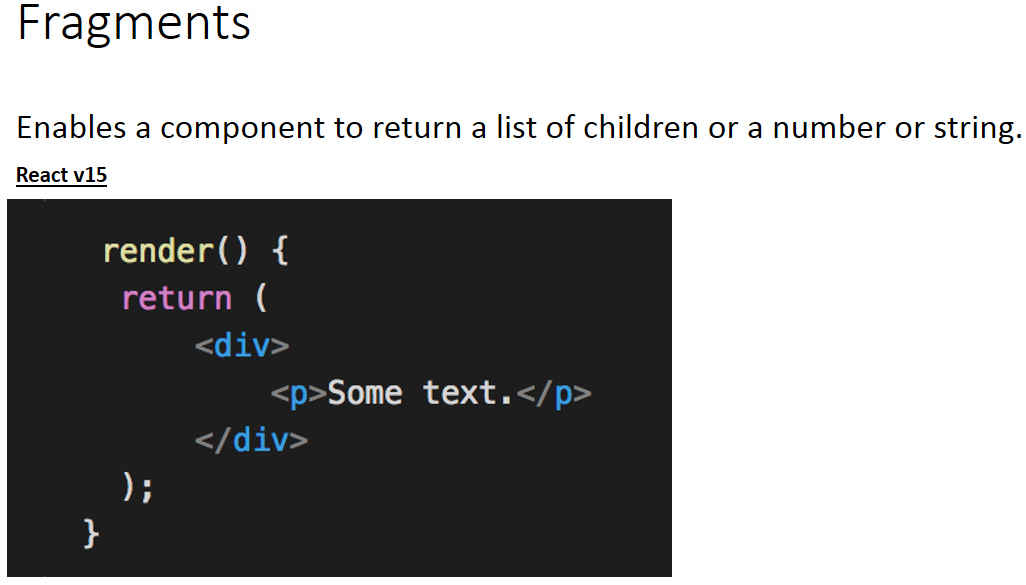 Fragments
Enables a component to return a list of children or a number or string.
React v15
render() {
return (
<div>
<p>Some text.</p>
</div>
);
}